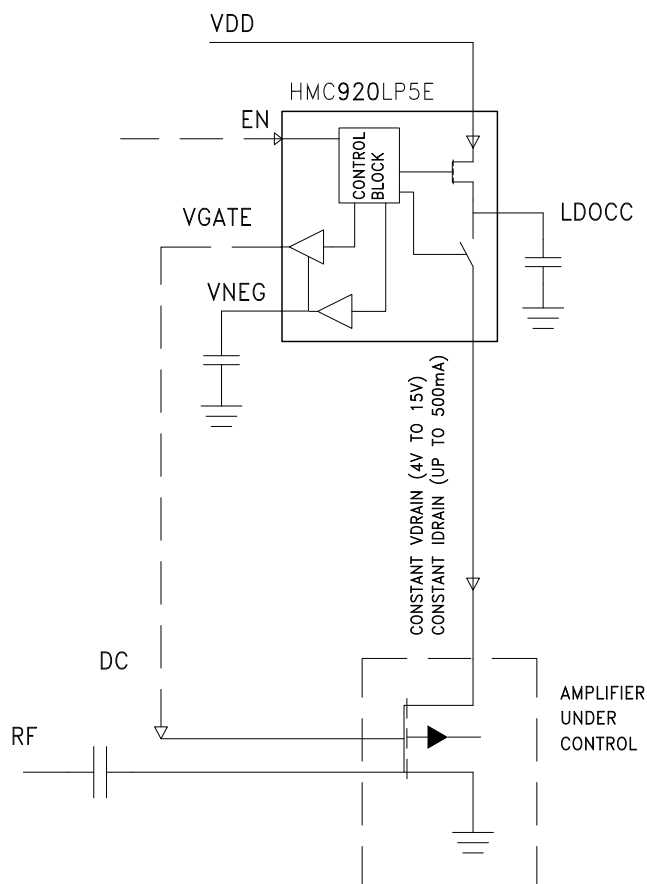 VDD
HMC920LP5E
EN
CONTROL
BLOCK
VGATE
LDOCC
VNEG
CONSTANT VDRAIN (4V TO 15V)
CONSTANT IDRAIN (UP TO 500mA)
DC
RF
AMPLIFIER
UNDER
CONTROL